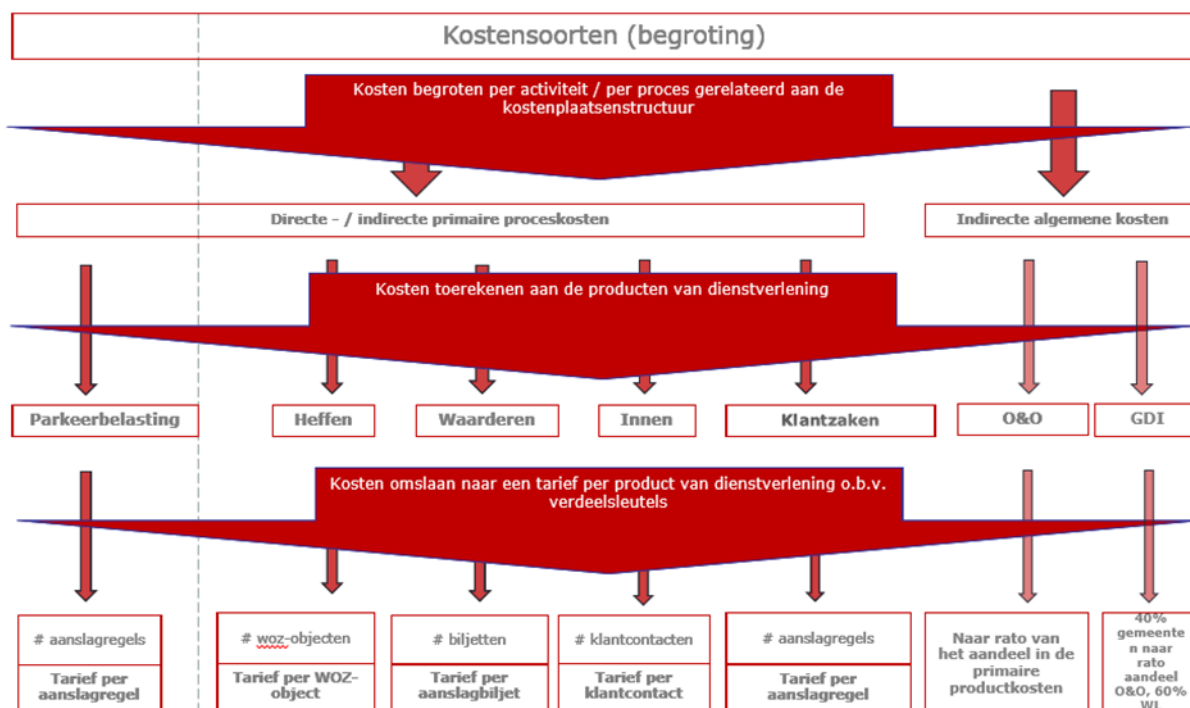 Kostensoorten (begroting)
Kosten begroten per activiteit / per proces gerelateerd aan de
kostenplaatsenstructuur
Directe - / indirecte primaire proceskosten
Indirecte algemene kosten
Kosten toerekenen aan de producten van dienstverlening
Parkeerbelasting
Heffen
Waarderen
Innen
Klantzaken
O&O
GDI
Kosten omslaan naar een tarief per product van dienstverlening o.b.v.
verdeelsleutels
# aanslagregels
Tarief per
aanslagregel
# woz-objecten
Tarief per WOZ-
object
# biljetten
Tarief per
aanslagbiljet
# klantcontacten
Tarief per
klantcontact
# aanslagregels
Tarief per
aanslagregel
Naar rato van
het aandeel in de
primaire
productkosten
40%
gemeente
n naar
rato
aandeel
O&O, 60%